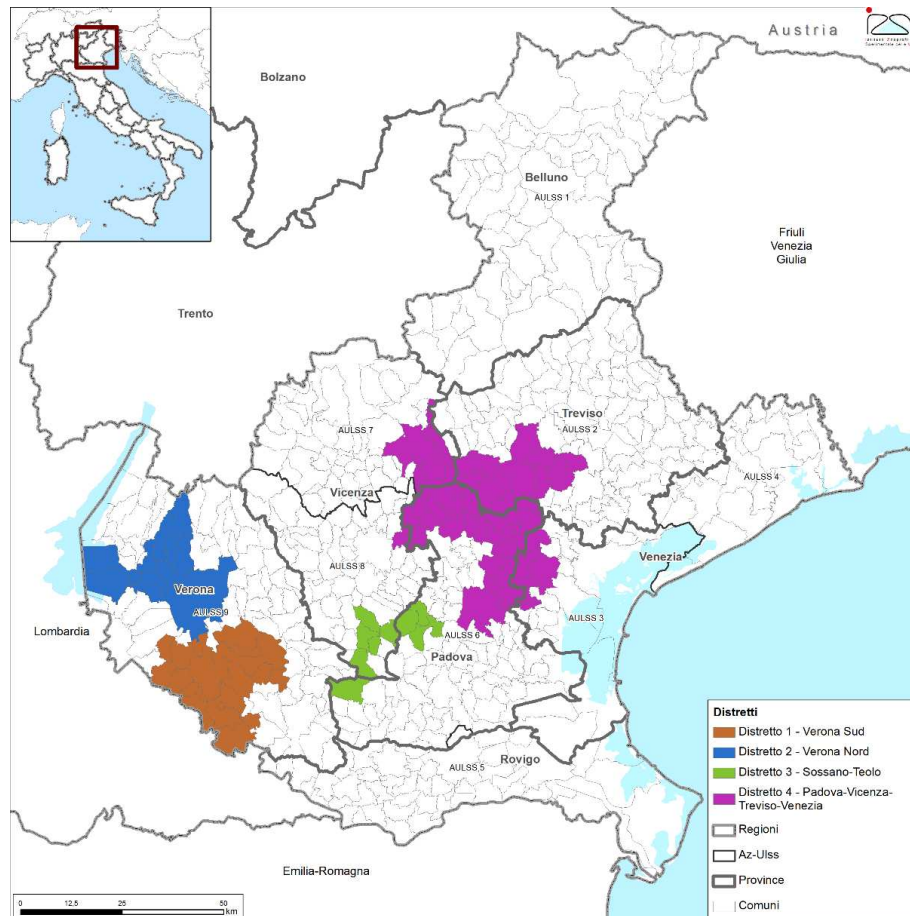 Austria
Bolzano
Belluno
AULSS 1
Friuli
Venezia
Giulia
Trento
Treviso
AULSS 2
AULSS 7
Vicenza
AULSS 4
Venezia
Verona
AULSS 9
AULSS 8
AULSS 3
AULSS 6
Padova
Lombardia
Rovigo
AULSS 5
Emilia-Romagna
Distretti
Distretto 1 - Verona Sud
Distretto 2 - Verona Nord
Distretto 3 - Sossano-Teolo
Distretto 4 - Padova-Vicenza-
Treviso-Venezia
Regioni
Az-Ulss
Province
Comuni
0 12.5 25 50
km